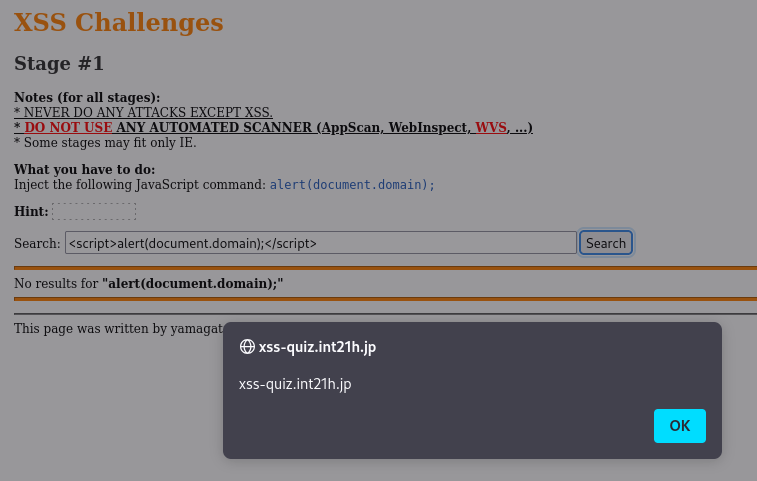 XSS Challenges
Stage #1
Notes (for all stages):
* NEVER DO ANY ATTACKS EXCEPT XSS.
* DO NOT USE ANY AUTOMATED SCANNER (AppScan, WebInspect, WVS, ...)
* Some stages may fit only IE.
What you have to do:
Inject the following JavaScript command: alert(document.domain);
Hint:
Search: <script>alert(document.domain);</script> Search
No results for "alert(document.domain);"
This page was written by yamagat
xss-quiz.int21h.jp
xss-quiz.int21h.jp
OK